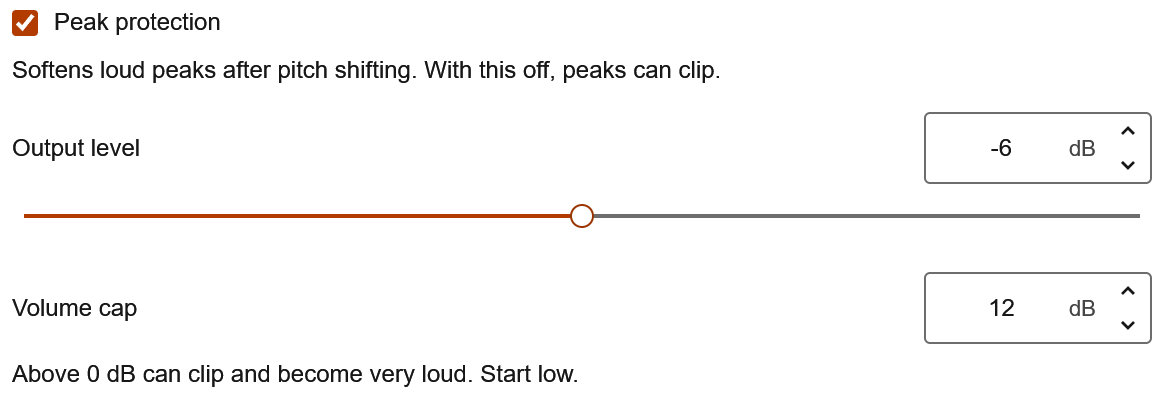 Peak protection
Softens loud peaks after pitch shifting. With this off, peaks can clip.
Output level -6 dB
Volume cap 12 dB
Above 0 dB can clip and become very loud. Start low.